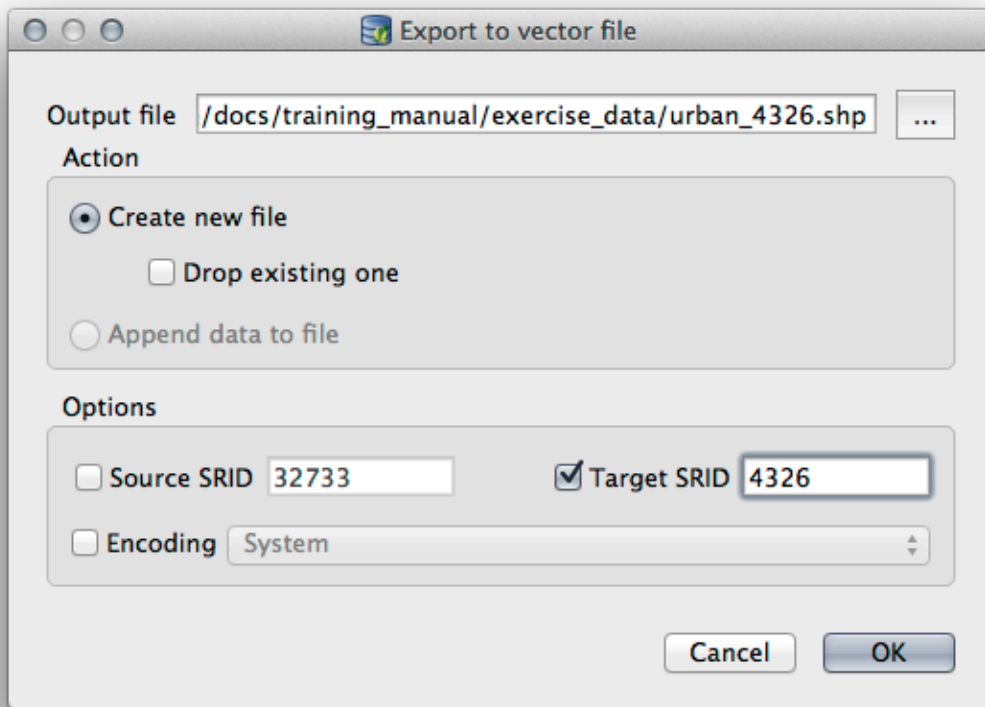 Export to vector file
Output file /docs/training_manual/exercise_data/urban_4326.shp ...
Action
Create new file
Drop existing one
Append data to file
Options
Source SRID 32733 Target SRID 4326
Encoding System
Cancel OK